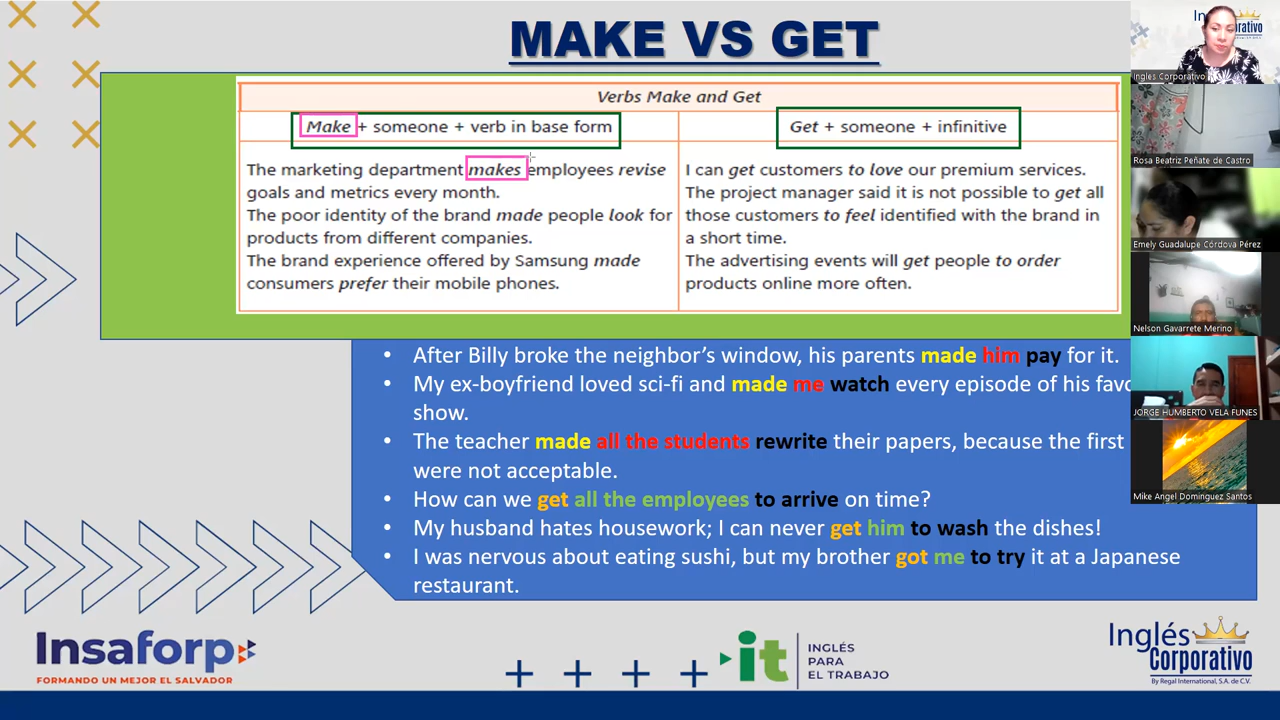 MAKE VS GET
Verbs Make and Get
Make + someone + verb in base form
Get + someone + infinitive
The marketing department makes employees revise
goals and metrics every month.
The poor identity of the brand made people look for
products from different companies.
The brand experience offered by Samsung made
consumers prefer their mobile phones.
I can get customers to love our premium services.
The project manager said it is not possible to get all
those customers to feel identified with the brand in
a short time.
The advertising events will get people to order
products online more often.
• After Billy broke the neighbor's window, his parents made him pay for it.
• My ex-boyfriend loved sci-fi and made me watch every episode of his favo
show.
• The teacher made all the students rewrite their papers, because the first
were not acceptable.
• How can we get all the employees to arrive on time?
• My husband hates housework; I can never get him to wash the dishes!
• I was nervous about eating sushi, but my brother got me to try it at a Japanese
restaurant.
Ingles Corporativo
Rosa Beatriz Peñate de Castro
Emely Guadalupe Córdova Pérez
Nelson Gavarrete Merino
JORGE HUMBERTO VELA FUNES
Mike Angel Dominguez Santos
Insaforp
FORMANDO UN MEJOR EL SALVADOR
it
INGLÉS
PARA
EL TRABAJO
Inglés
Corporativo
By Regal International, S.A. de C.V.